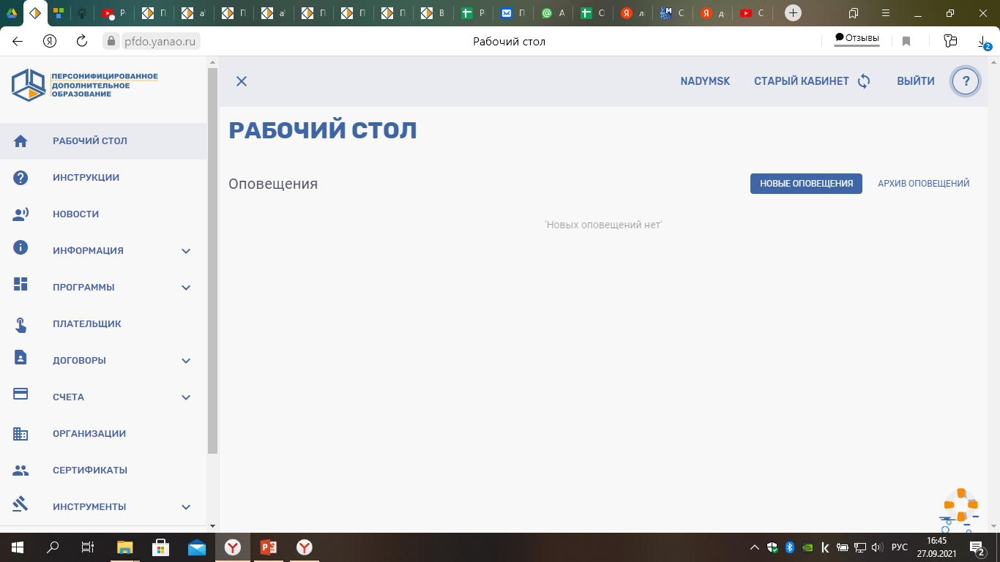 Р П а П а П П П В Р П А С л С д С
pfdo.yanao.ru
Рабочий стол
Отзывы
2
ПЕРСОНИФИЦИРОВАННОЕ
ДОПОЛНИТЕЛЬНОЕ
ОБРАЗОВАНИЕ
NADYMSK
СТАРЫЙ КАБИНЕТ
ВЫЙТИ
?
РАБОЧИЙ СТОЛ
РАБОЧИЙ СТОЛ
Оповещения
НОВЫЕ ОПОВЕЩЕНИЯ
АРХИВ ОПОВЕЩЕНИЙ
'Новых оповещений нет'
ИНСТРУКЦИИ
НОВОСТИ
ИНФОРМАЦИЯ
ПРОГРАММЫ
ПЛАТЕЛЬЩИК
ДОГОВОРЫ
СЧЕТА
ОРГАНИЗАЦИИ
СЕРТИФИКАТЫ
ИНСТРУМЕНТЫ
РУС
16:45
27.09.2021
2